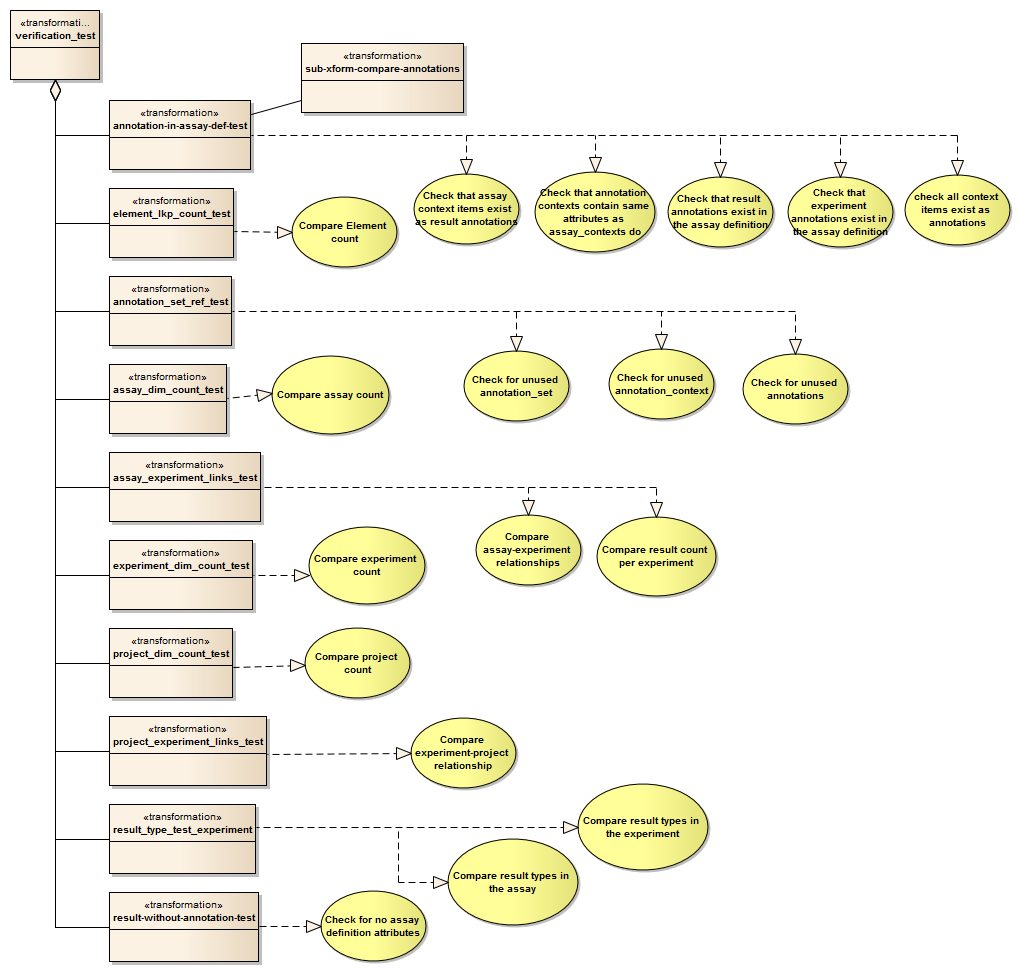 «transformati...
verification_test
«transformation»
sub-xform-compare-annotations
«transformation»
annotation-in-assay-def-test
Check that assay
context items exist
as result annotations
Check that annotation
contexts contain same
attributes as
assay_contexts do
Check that result
annotations exist in
the assay definition
Check that
experiment
annotations exist in
the assay definition
check all context
items exist as
annotations
«transformation»
element_lkp_count_test
Compare Element
count
«transformation»
annotation_set_ref_test
Check for unused
annotation_set
Check for unused
annotation_context
Check for unused
annotations
«transformation»
assay_dim_count_test
Compare assay count
«transformation»
assay_experiment_links_test
Compare
assay-experiment
relationships
Compare result count
per experiment
«transformation»
experiment_dim_count_test
Compare experiment
count
«transformation»
project_dim_count_test
Compare project
count
«transformation»
project_experiment_links_test
Compare
experiment-project
relationship
«transformation»
result_type_test_experiment
Compare result types in
the experiment
Compare result types in
the assay
«transformation»
result-without-annotation-test
Check for no assay
definition attributes